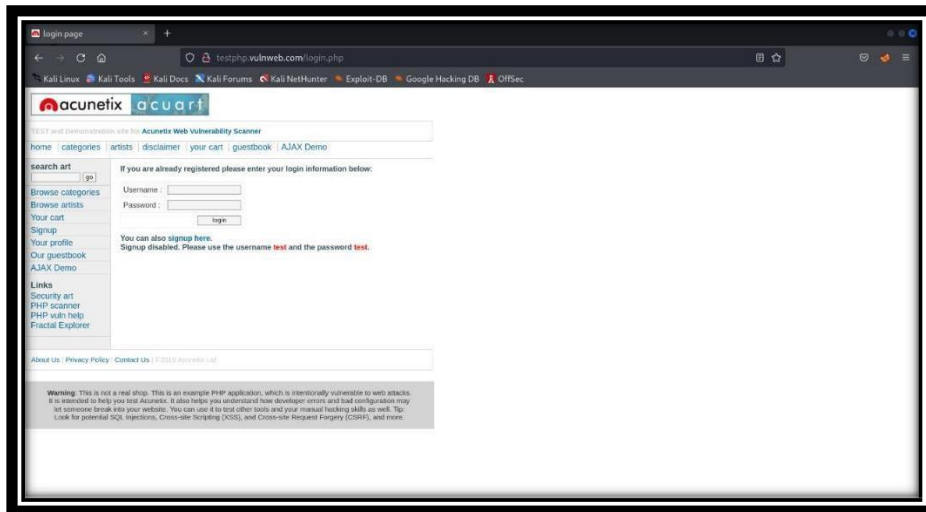 login page
testphp.vulnweb.com/login.php
Kali Linux Kali Tools Kali Docs Kali Forums Kali NetHunter Exploit-DB Google Hacking DB OffSec
acunetix acuart
TEST and Demonstration site for Acunetix Web Vulnerability Scanner
home categories artists disclaimer your cart guestbook AJAX Demo
search art
go
Browse categories
Browse artists
Your cart
Signup
Your profile
Our guestbook
AJAX Demo
Links
Security art
PHP scanner
PHP vuln help
Fractal Explorer
If you are already registered please enter your login information below:
Username :
Password :
login
You can also signup here.
Signup disabled. Please use the username test and the password test.
About Us | Privacy Policy | Contact Us | ©2019 Acunetix Ltd
Warning: This is not a real shop. This is an example PHP application, which is intentionally vulnerable to web attacks.
It is intended to help you test Acunetix. It also helps you understand how developer errors and bad configuration may
let someone break into your website. You can use it to test other tools and your manual hacking skills as well. Tip:
Look for potential SQL Injections, Cross-site Scripting (XSS), and Cross-site Request Forgery (CSRF), and more.